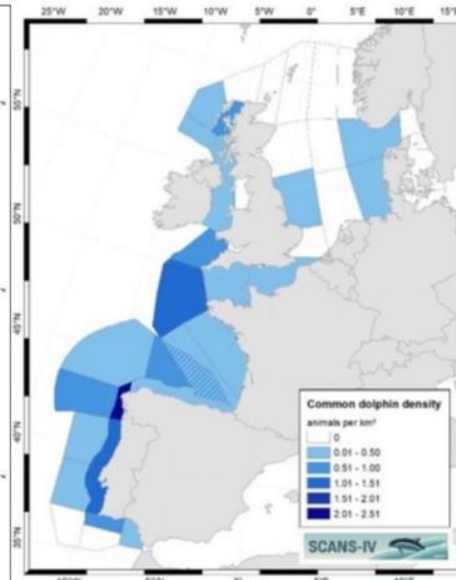 25°W 20°W 15°W 10°W 5°W 0° 5°E 10°E 15°
55°N
50°N
45°N
40°N
35°N
Common dolphin density
animals per km²
0
0.01 - 0.50
0.51 - 1.00
1.01 - 1.51
1.51 - 2.01
2.01 - 2.51
SCANS-IV